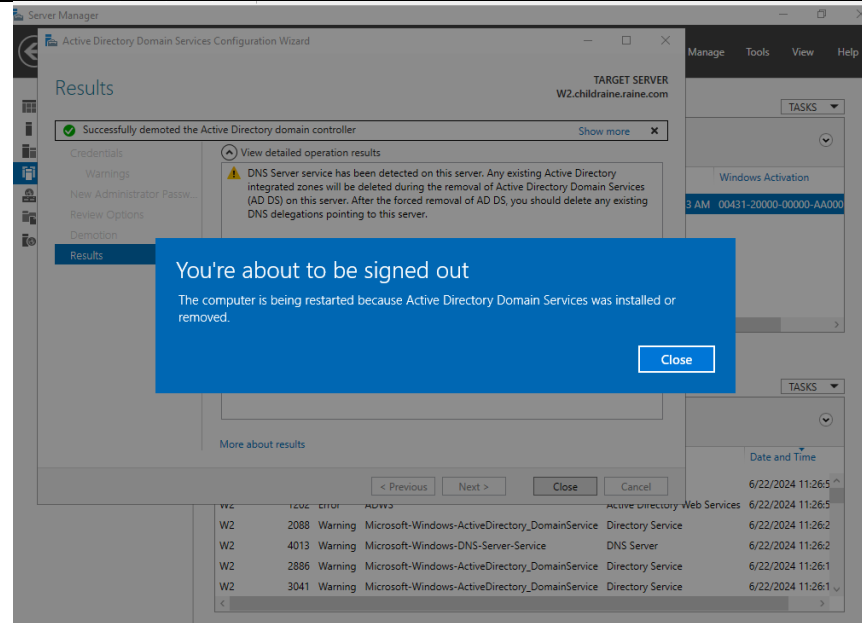 Server Manager
Active Directory Domain Services Configuration Wizard
Manage Tools View Help
Results
TARGET SERVER
W2.childraine.raine.com
TASKS
Successfully demoted the Active Directory domain controller
Show more
Credentials
Warnings
New Administrator Passw...
Review Options
Demotion
Results
View detailed operation results
DNS Server service has been detected on this server. Any existing Active Directory
integrated zones will be deleted during the removal of Active Directory Domain Services
(AD DS) on this server. After the forced removal of AD DS, you should delete any existing
DNS delegations pointing to this server.
Windows Activation
3 AM 00431-20000-00000-AA000
You're about to be signed out
The computer is being restarted because Active Directory Domain Services was installed or
removed.
Close
TASKS
More about results
Date and Time
< Previous Next > Close Cancel
6/22/2024 11:26:5
W2 1202 Error ADWS Active Directory Web Services 6/22/2024 11:26:5
W2 2088 Warning Microsoft-Windows-ActiveDirectory_DomainService Directory Service 6/22/2024 11:26:2
W2 4013 Warning Microsoft-Windows-DNS-Server-Service DNS Server 6/22/2024 11:26:2
W2 2886 Warning Microsoft-Windows-ActiveDirectory_DomainService Directory Service 6/22/2024 11:26:1
W2 3041 Warning Microsoft-Windows-ActiveDirectory_DomainService Directory Service 6/22/2024 11:26:1